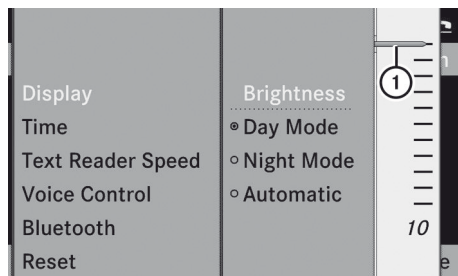 Display
Time
Text Reader Speed
Voice Control
Bluetooth
Reset
Brightness
Day Mode
Night Mode
Automatic
1
10
n
e